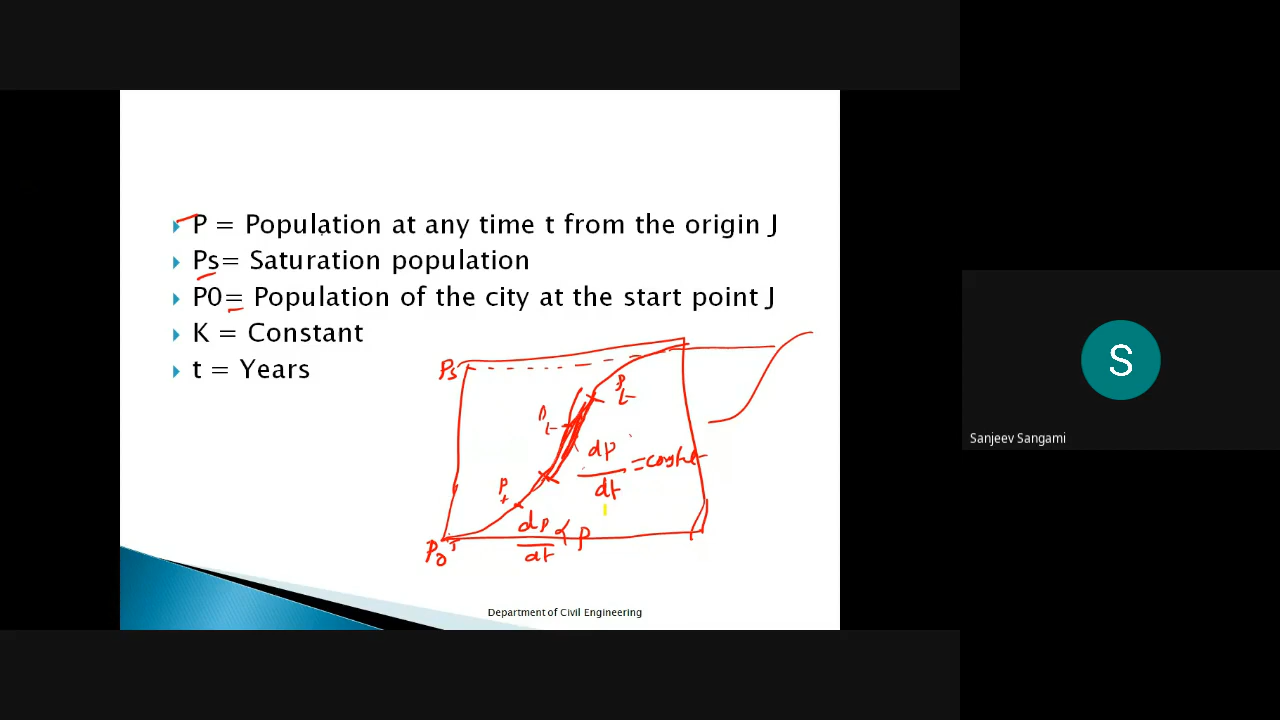 P = Population at any time t from the origin J
Ps= Saturation population
P0= Population of the city at the start point J
K = Constant
t = Years
Ps
P
t
P
t
dP
dt
=const
P
t
dP
dt
∝ P
P0
J
Department of Civil Engineering
S
Sanjeev Sangami